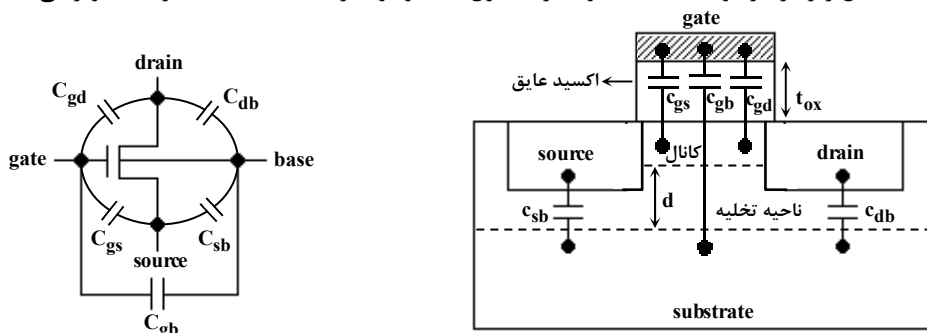 drain
C_gd
C_db
gate
base
C_gs
C_sb
source
C_gb
gate
اکسید عایق
c_gs
c_gb
c_gd
t_ox
source
کانال
drain
d
ناحیه تخلیه
c_sb
c_db
substrate